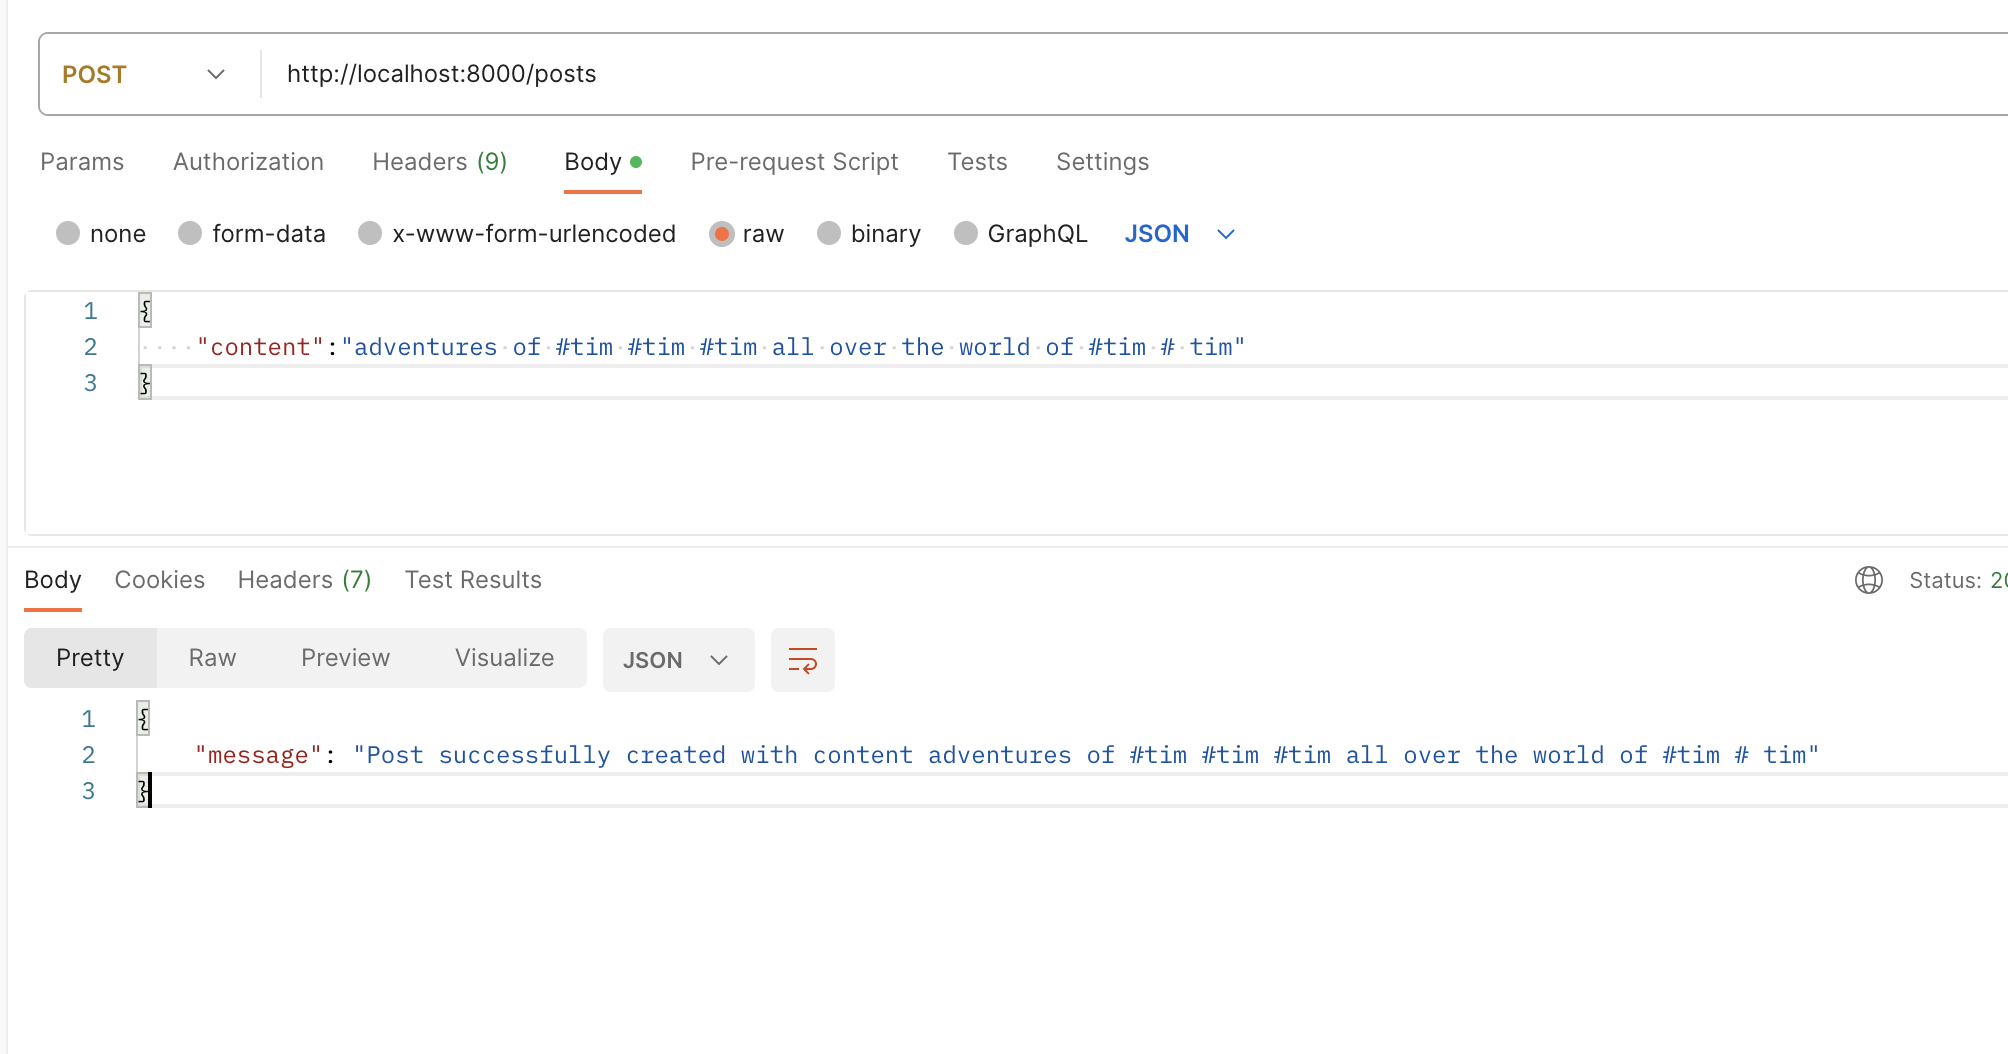 POST http://localhost:8000/posts
Params Authorization Headers (9) Body Pre-request Script Tests Settings
none form-data x-www-form-urlencoded raw binary GraphQL JSON
1 {
2 "content":"adventures of #tim #tim #tim all over the world of #tim # tim"
3 }
Body Cookies Headers (7) Test Results Status:
Pretty Raw Preview Visualize JSON
1 {
2 "message": "Post successfully created with content adventures of #tim #tim #tim all over the world of #tim # tim"
3 }